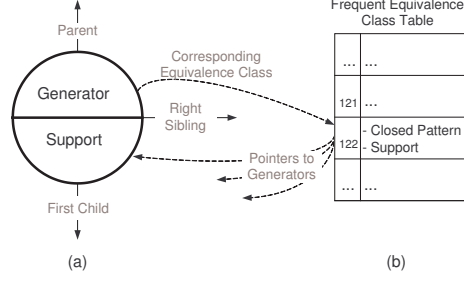 Frequent Equivalence
Class Table
Parent
Corresponding
Equivalence Class
Generator
Support
Right
Sibling
Pointers to
Generators
First Child
... ...
121 ...
122 - Closed Pattern
- Support
... ...
(a)
(b)